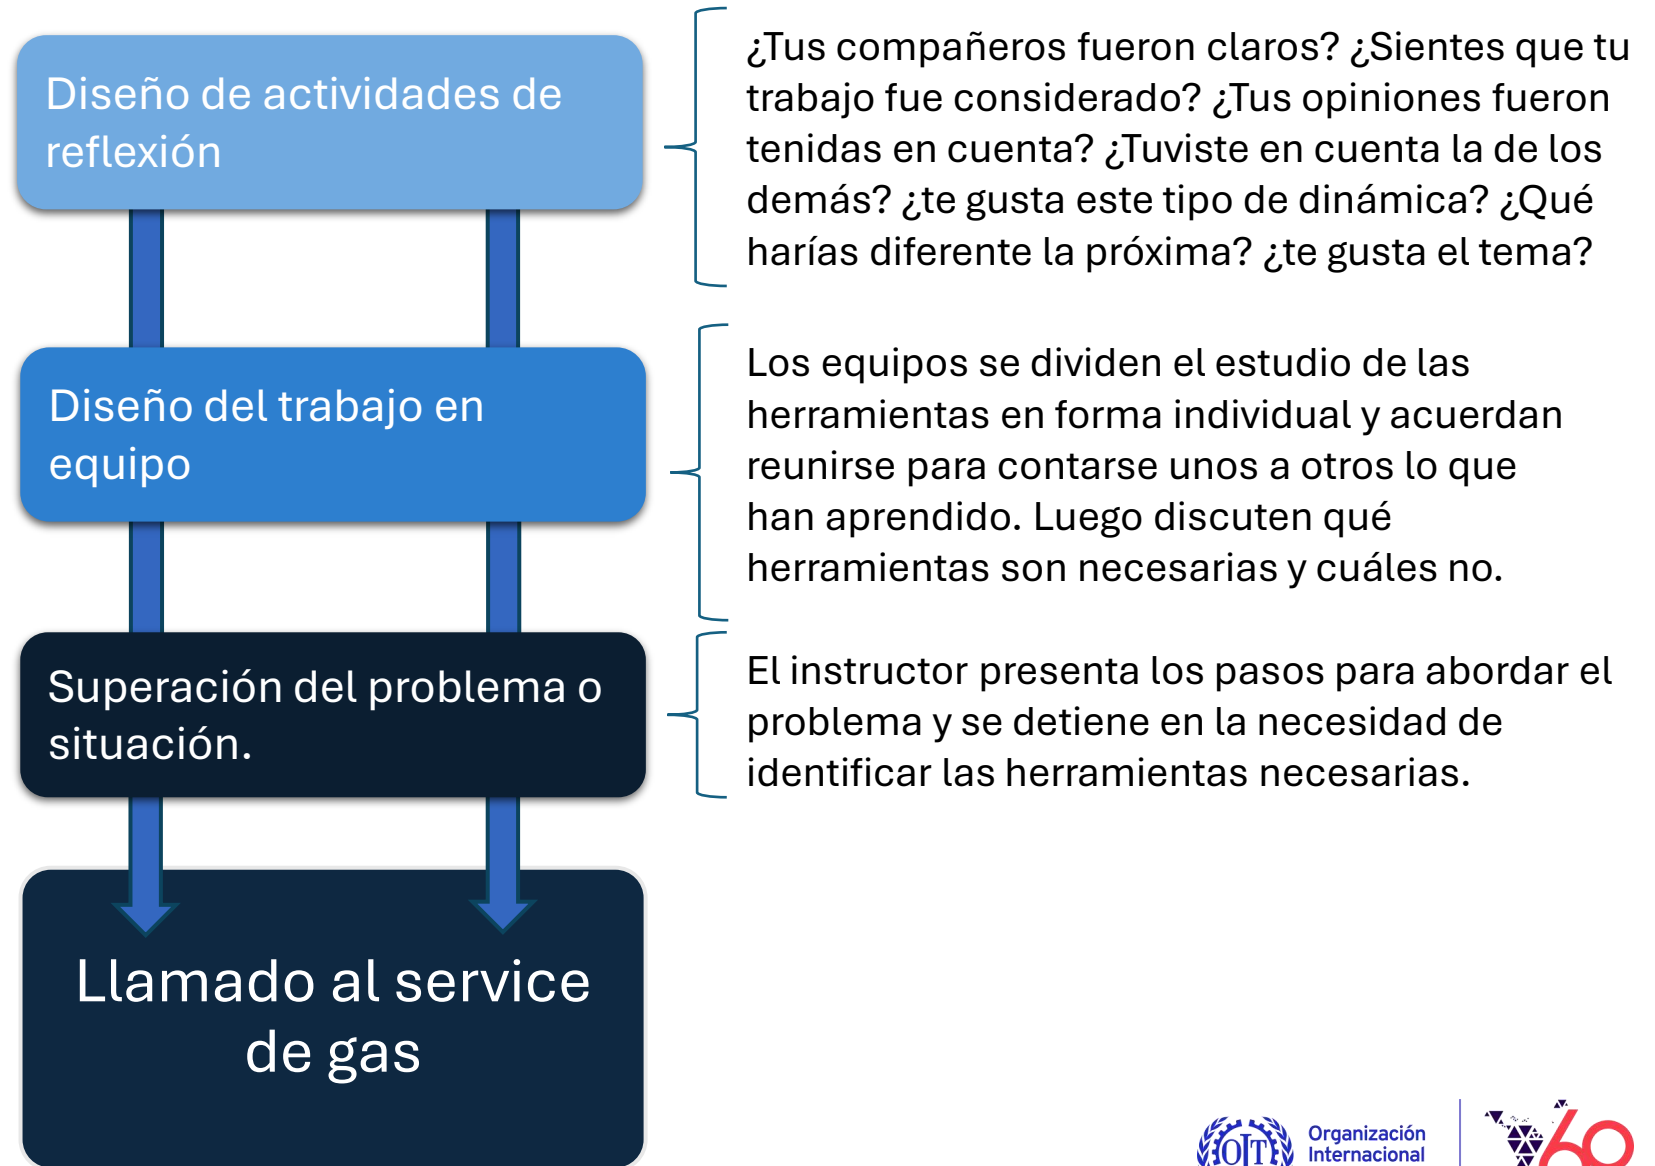 Diseño de actividades de
reflexión
¿Tus compañeros fueron claros? ¿Sientes que tu
trabajo fue considerado? ¿Tus opiniones fueron
tenidas en cuenta? ¿Tuviste en cuenta la de los
demás? ¿te gusta este tipo de dinámica? ¿Qué
harías diferente la próxima? ¿te gusta el tema?
Diseño del trabajo en
equipo
Los equipos se dividen el estudio de las
herramientas en forma individual y acuerdan
reunirse para contarse unos a otros lo que
han aprendido. Luego discuten qué
herramientas son necesarias y cuáles no.
Superación del problema o
situación.
El instructor presenta los pasos para abordar el
problema y se detiene en la necesidad de
identificar las herramientas necesarias.
Llamado al service
de gas
OIT
Organización
Internacional
60